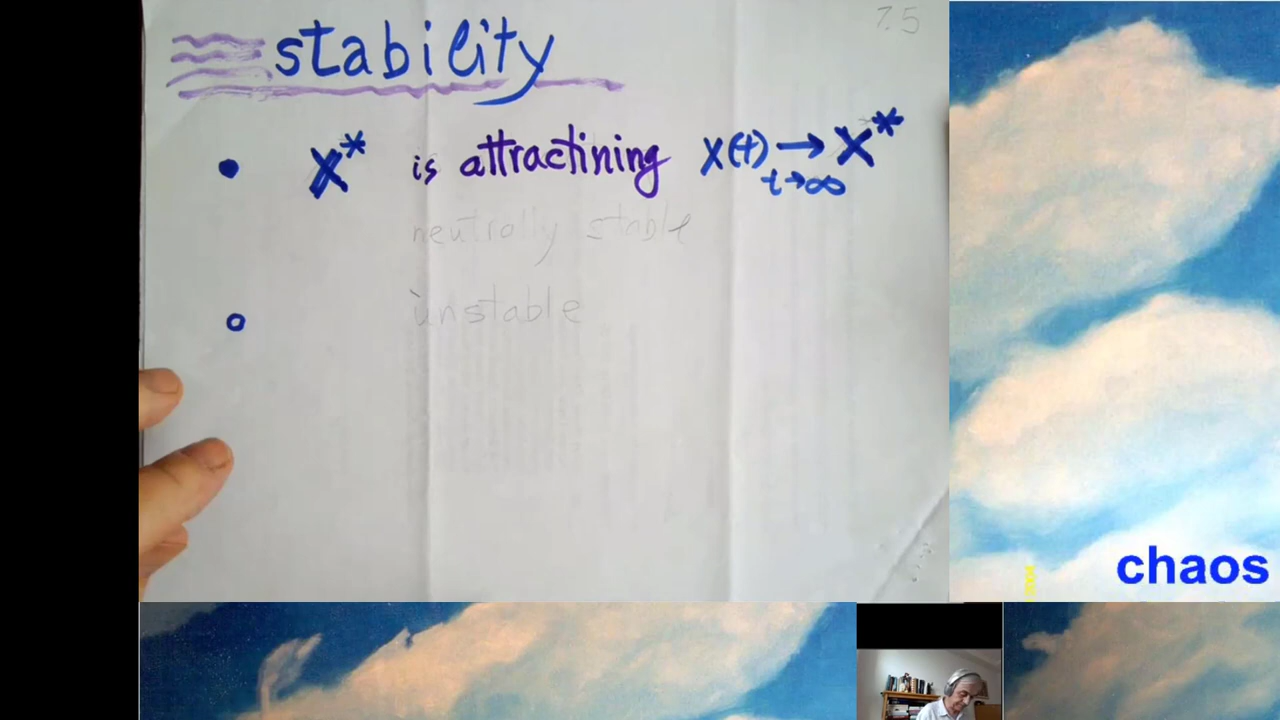 7.5
stability
• x* is attractining x(t) → x*
t→∞
neutrally stable
unstable
chaos